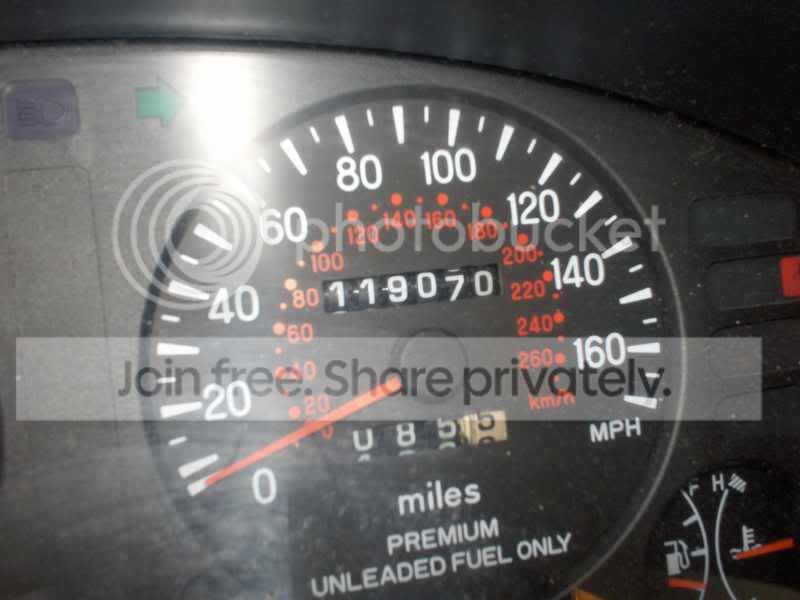 80 100
60 120
120 140 160 180
photobucket
100 200
40 80 119070 220 140
60 240
40 260 160
Join free. Share privately.
20 20 km/h
0 MPH
0
miles
F H
PREMIUM
UNLEADED FUEL ONLY